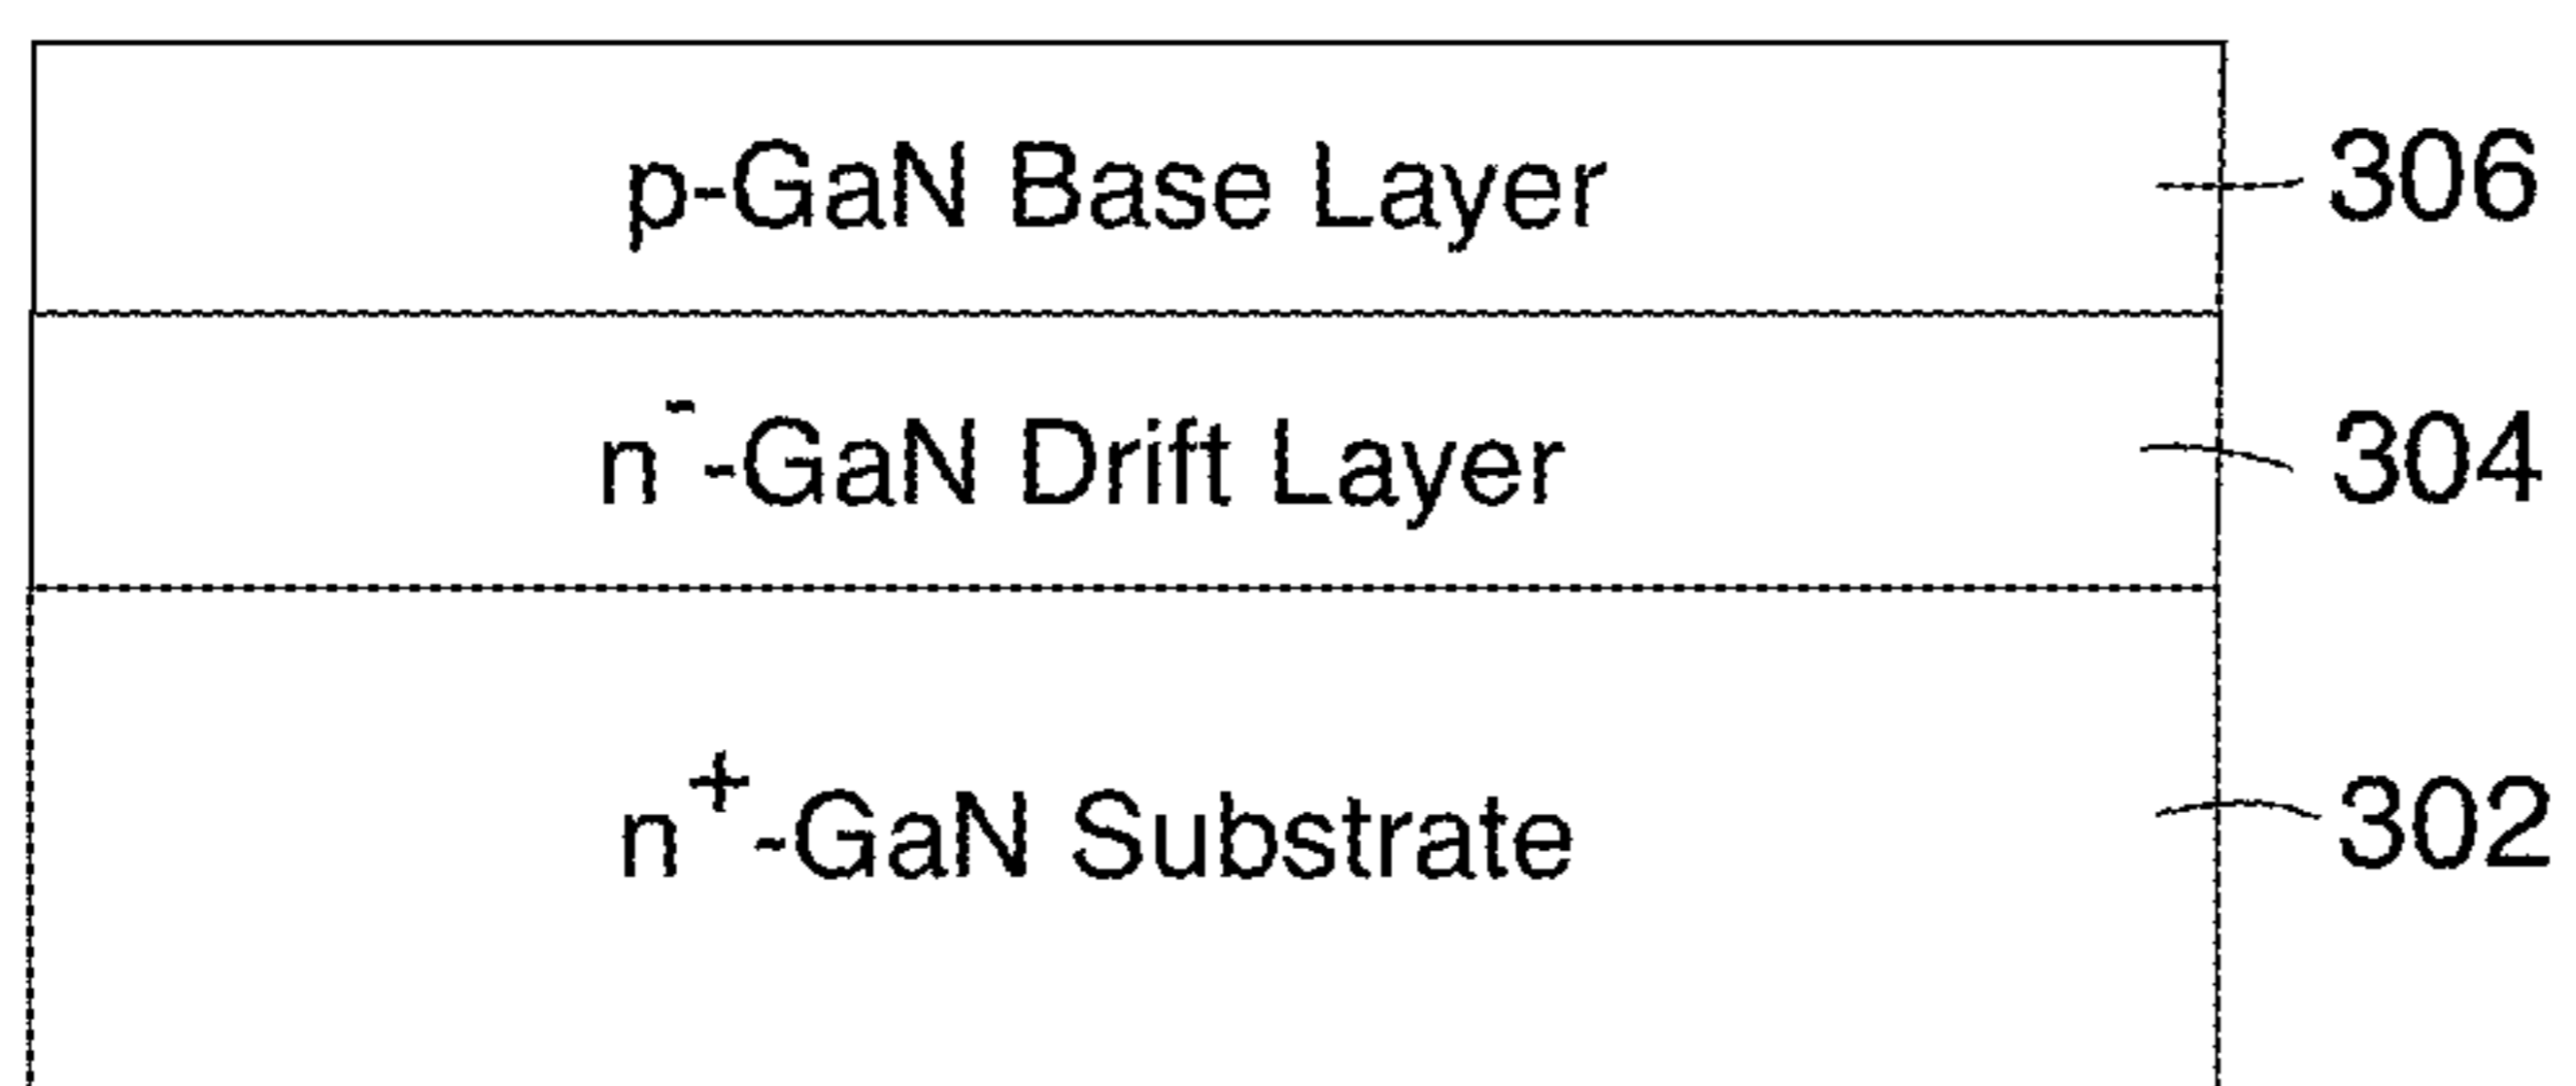 p-GaN Base Layer 306
n⁻-GaN Drift Layer 304
n⁺-GaN Substrate 302